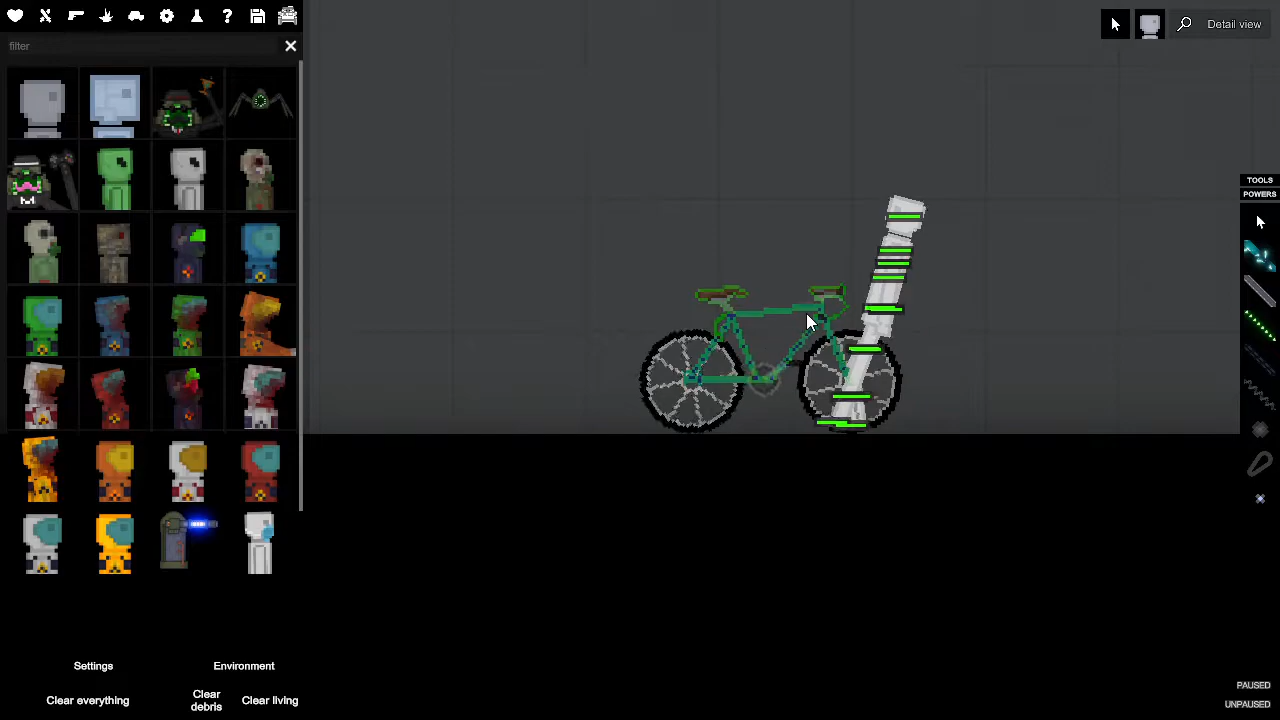 filter
Detail view
TOOLS
POWERS
Settings
Environment
Clear everything
Clear debris
Clear living
PAUSED
UNPAUSED